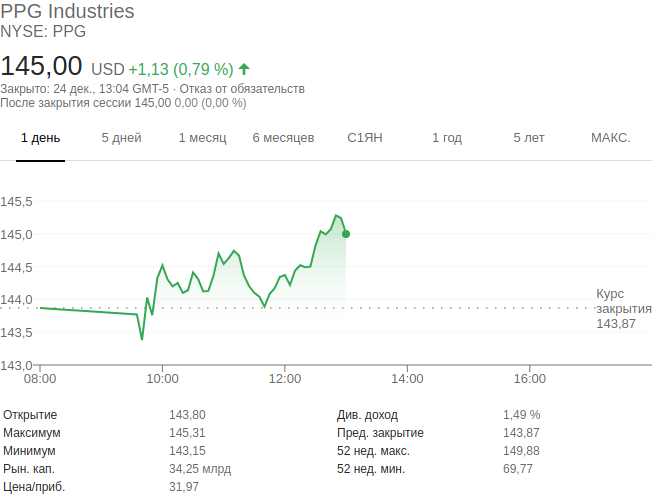 PPG Industries
NYSE: PPG
145,00 USD +1,13 (0,79 %)
Закрыто: 24 дек., 13:04 GMT-5 · Отказ от обязательств
После закрытия сессии 145,00 0,00 (0,00 %)
1 день 5 дней 1 месяц 6 месяцев С1ЯН 1 год 5 лет МАКС.
145,5
145,0
144,5
144,0
143,5
143,0
Курс
закрытия
143,87
08:00 10:00 12:00 14:00 16:00
Открытие 143,80 Див. доход 1,49 %
Максимум 145,31 Пред. закрытие 143,87
Минимум 143,15 52 нед. макс. 149,88
Рын. кап. 34,25 млрд 52 нед. мин. 69,77
Цена/приб. 31,97